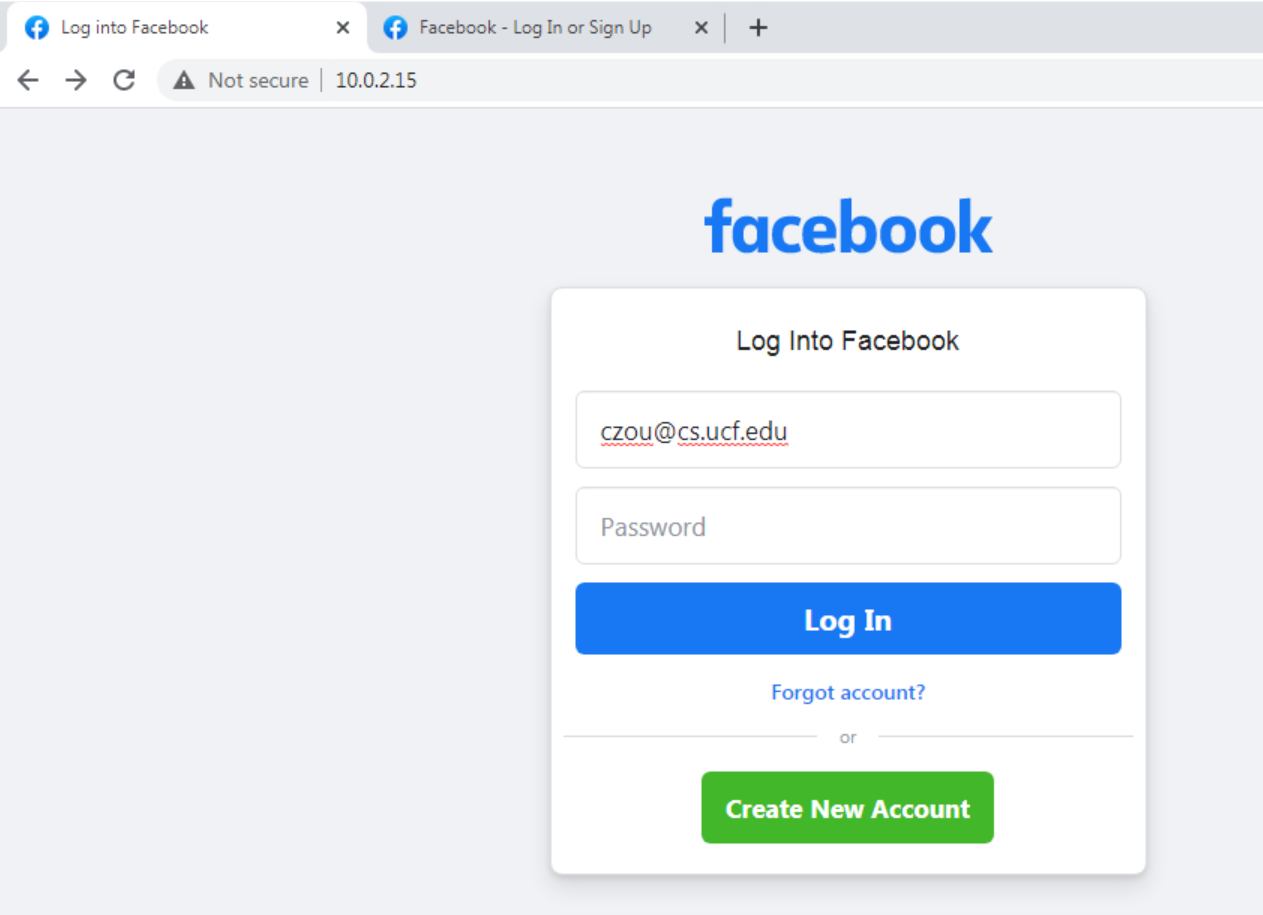 Log into Facebook
Facebook - Log In or Sign Up
Not secure | 10.0.2.15
facebook
Log Into Facebook
czou@cs.ucf.edu
Password
Log In
Forgot account?
or
Create New Account